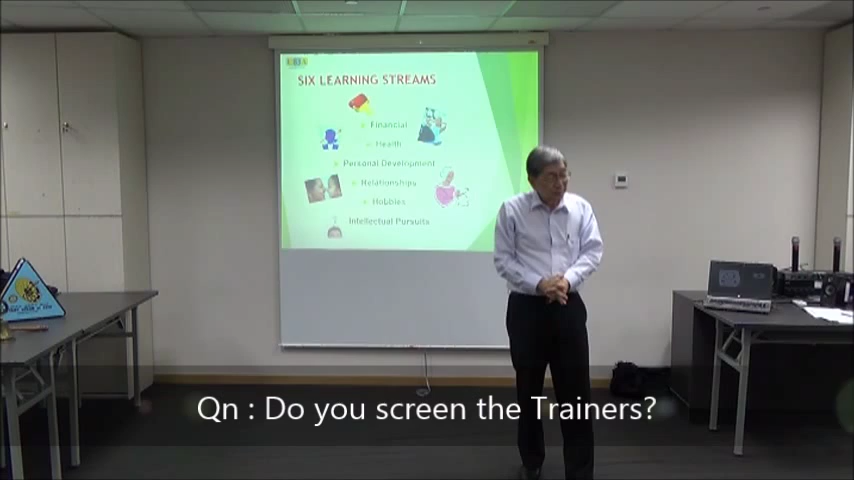 SIX LEARNING STREAMS
Financial
Health
Personal Development
Relationships
Hobbies
Intellectual Pursuits
Qn : Do you screen the Trainers?